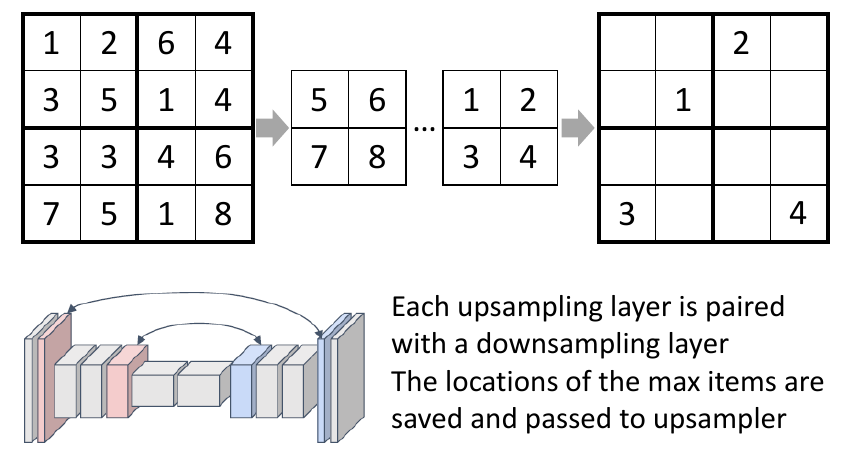 1 2 6 4
3 5 1 4
3 3 4 6
7 5 1 8
5 6
7 8
...
1 2
3 4
2
1
3 4
Each upsampling layer is paired
with a downsampling layer
The locations of the max items are
saved and passed to upsampler